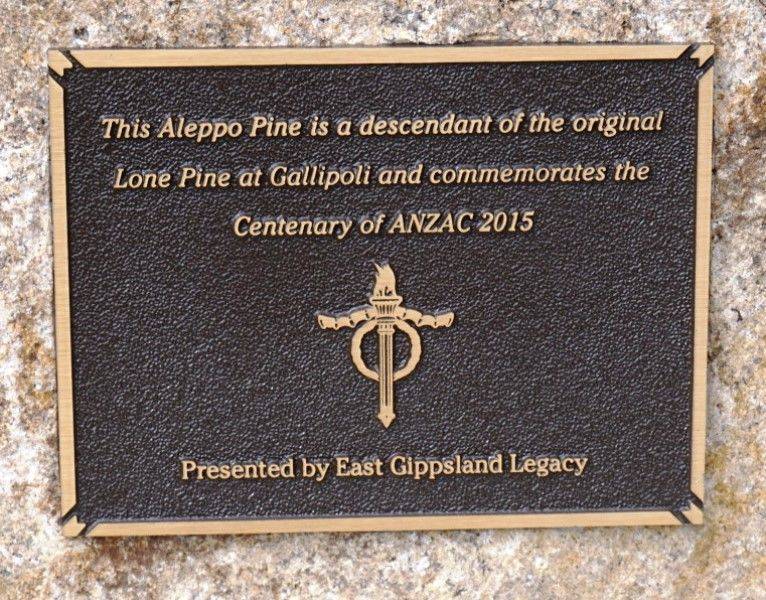 This Aleppo Pine is a descendant of the original
Lone Pine at Gallipoli and commemorates the
Centenary of ANZAC 2015
Presented by East Gippsland Legacy